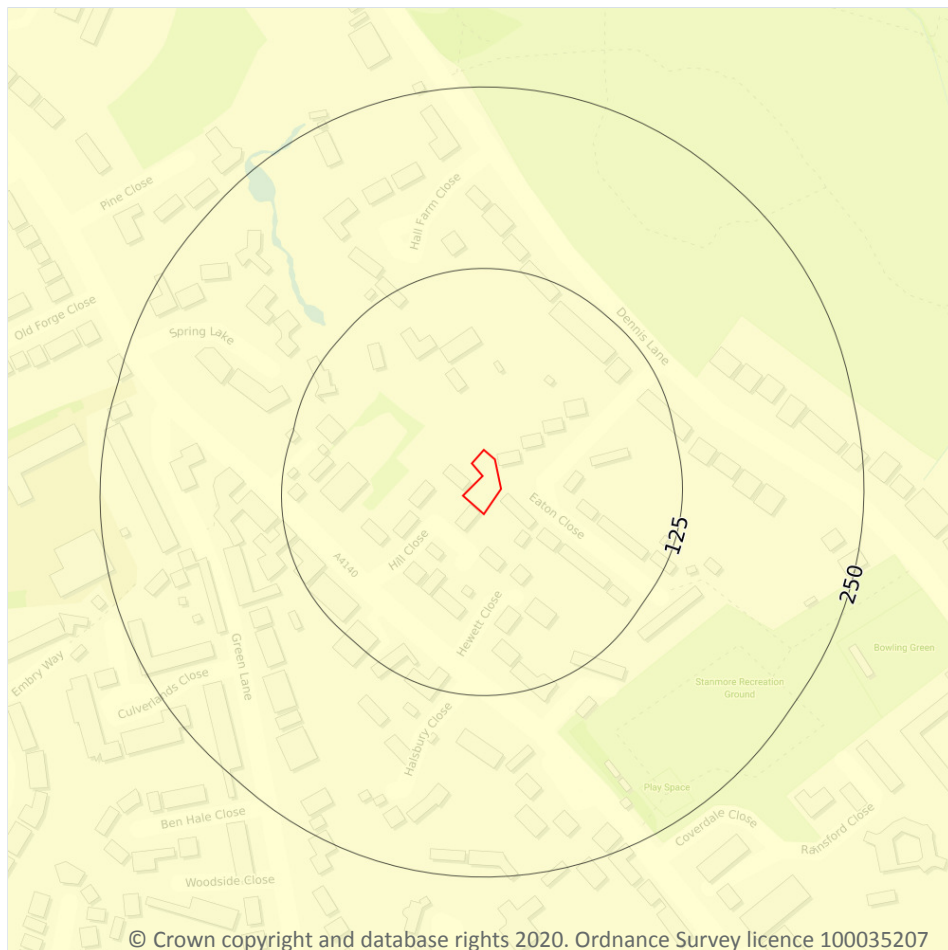 Pine Close
Hall Farm Close
Old Forge Close
Spring Lake
Dennis Lane
Eaton Close
125
A4140
Hill Close
250
Hewett Close
Green Lane
Bowling Green
Embry Way
Stanmore Recreation
Ground
Culverlands Close
Halsbury Close
Play Space
Ben Hale Close
Coverdale Close
Rainsford Close
Woodside Close
© Crown copyright and database rights 2020. Ordnance Survey licence 100035207